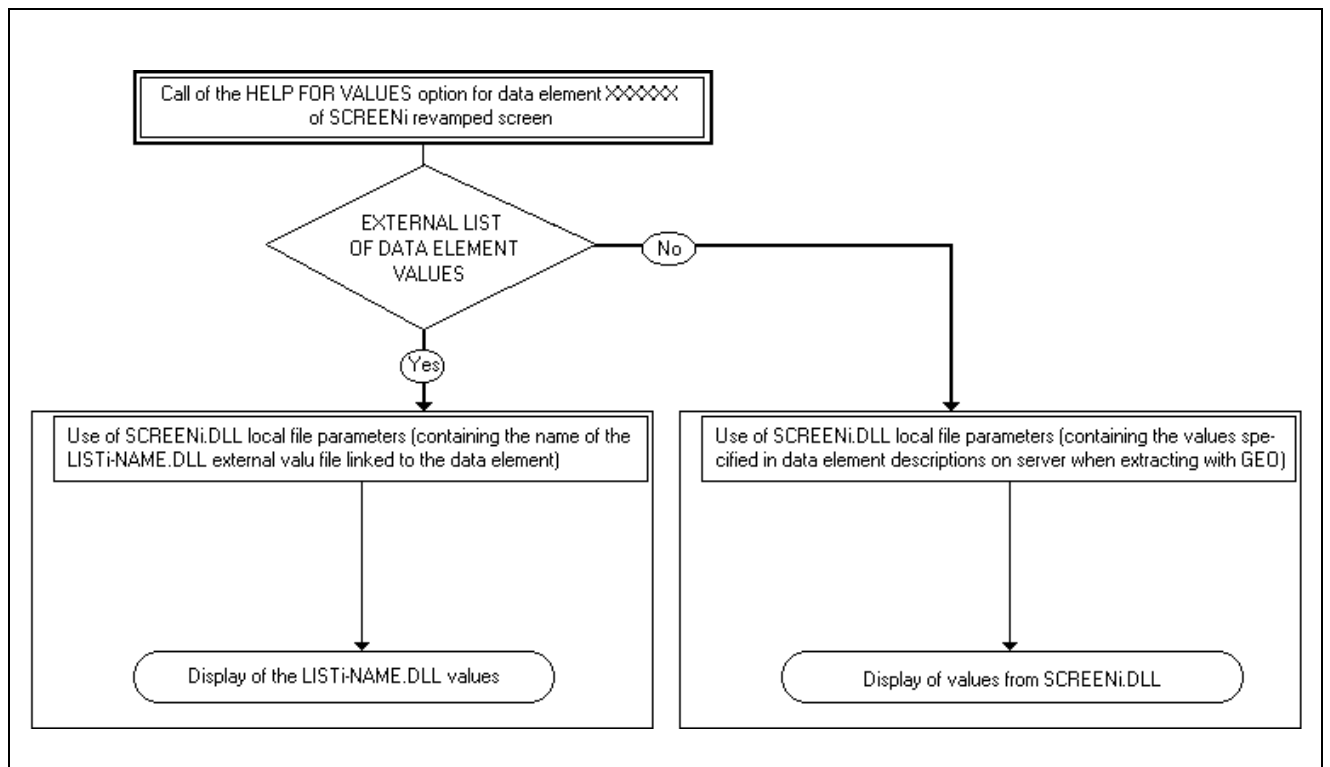 Call of the HELP FOR VALUES option for data element XXXXXX
of SCREENi revamped screen
EXTERNAL LIST
OF DATA ELEMENT
VALUES
No
Yes
Use of SCREENi.DLL local file parameters (containing the name of the
LISTi-NAME.DLL external valu file linked to the data element)
Use of SCREENi.DLL local file parameters (containing the values spe-
cified in data element descriptions on server when extracting with GEO)
Display of the LISTi-NAME.DLL values
Display of values from SCREENi.DLL